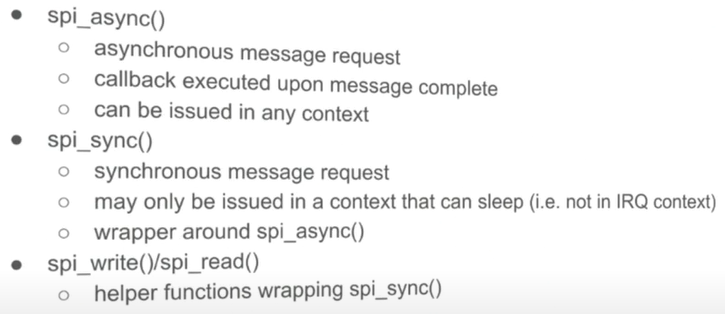 ● spi_async()
○ asynchronous message request
○ callback executed upon message complete
○ can be issued in any context
● spi_sync()
○ synchronous message request
○ may only be issued in a context that can sleep (i.e. not in IRQ context)
○ wrapper around spi_async()
● spi_write()/spi_read()
○ helper functions wrapping spi_sync()